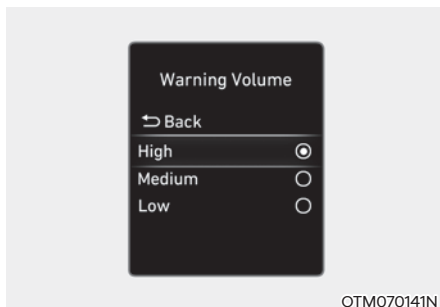 Warning Volume
Back
High
Medium
Low
OTM070141N